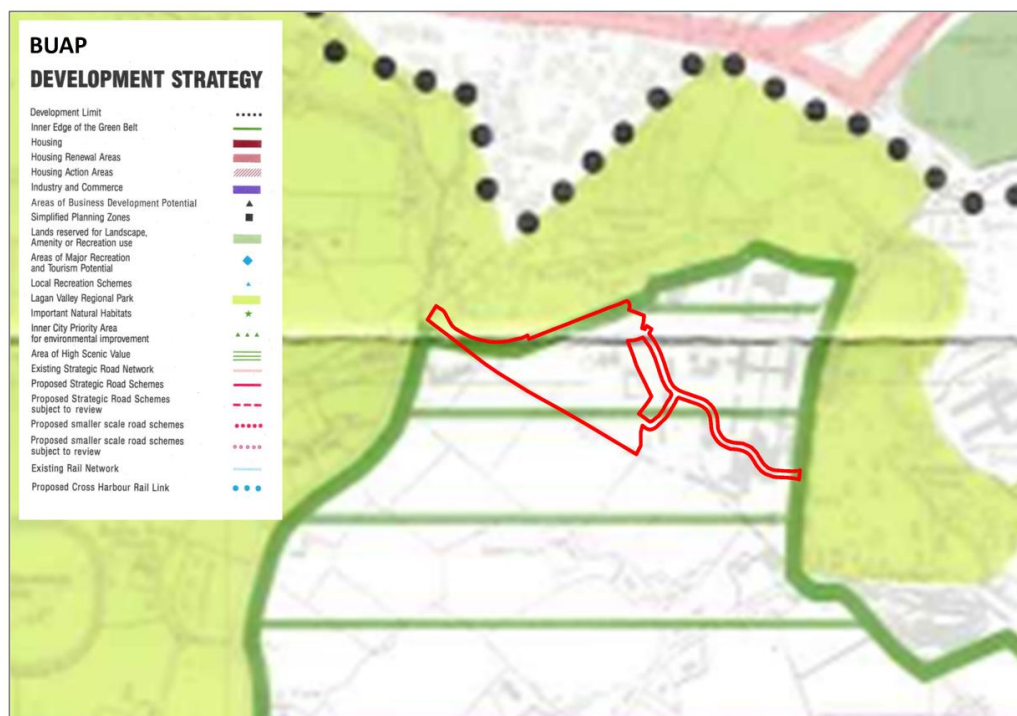 BUAP
DEVELOPMENT STRATEGY
Development Limit
Inner Edge of the Green Belt
Housing
Housing Renewal Areas
Housing Action Areas
Industry and Commerce
Areas of Business Development Potential
Simplified Planning Zones
Lands reserved for Landscape,
Amenity or Recreation use
Areas of Major Recreation
and Tourism Potential
Local Recreation Schemes
Lagan Valley Regional Park
Important Natural Habitats
Inner City Priority Area
for environmental improvement
Area of High Scenic Value
Existing Strategic Road Network
Proposed Strategic Road Schemes
Proposed Strategic Road Schemes
subject to review
Proposed smaller scale road schemes
Proposed smaller scale road schemes
subject to review
Existing Rail Network
Proposed Cross Harbour Rail Link